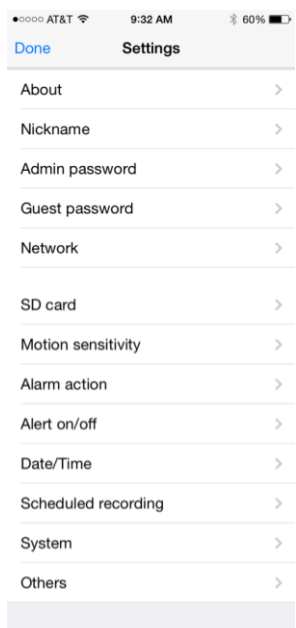 AT&T 9:32 AM 60%
Done Settings
About
Nickname
Admin password
Guest password
Network
SD card
Motion sensitivity
Alarm action
Alert on/off
Date/Time
Scheduled recording
System
Others